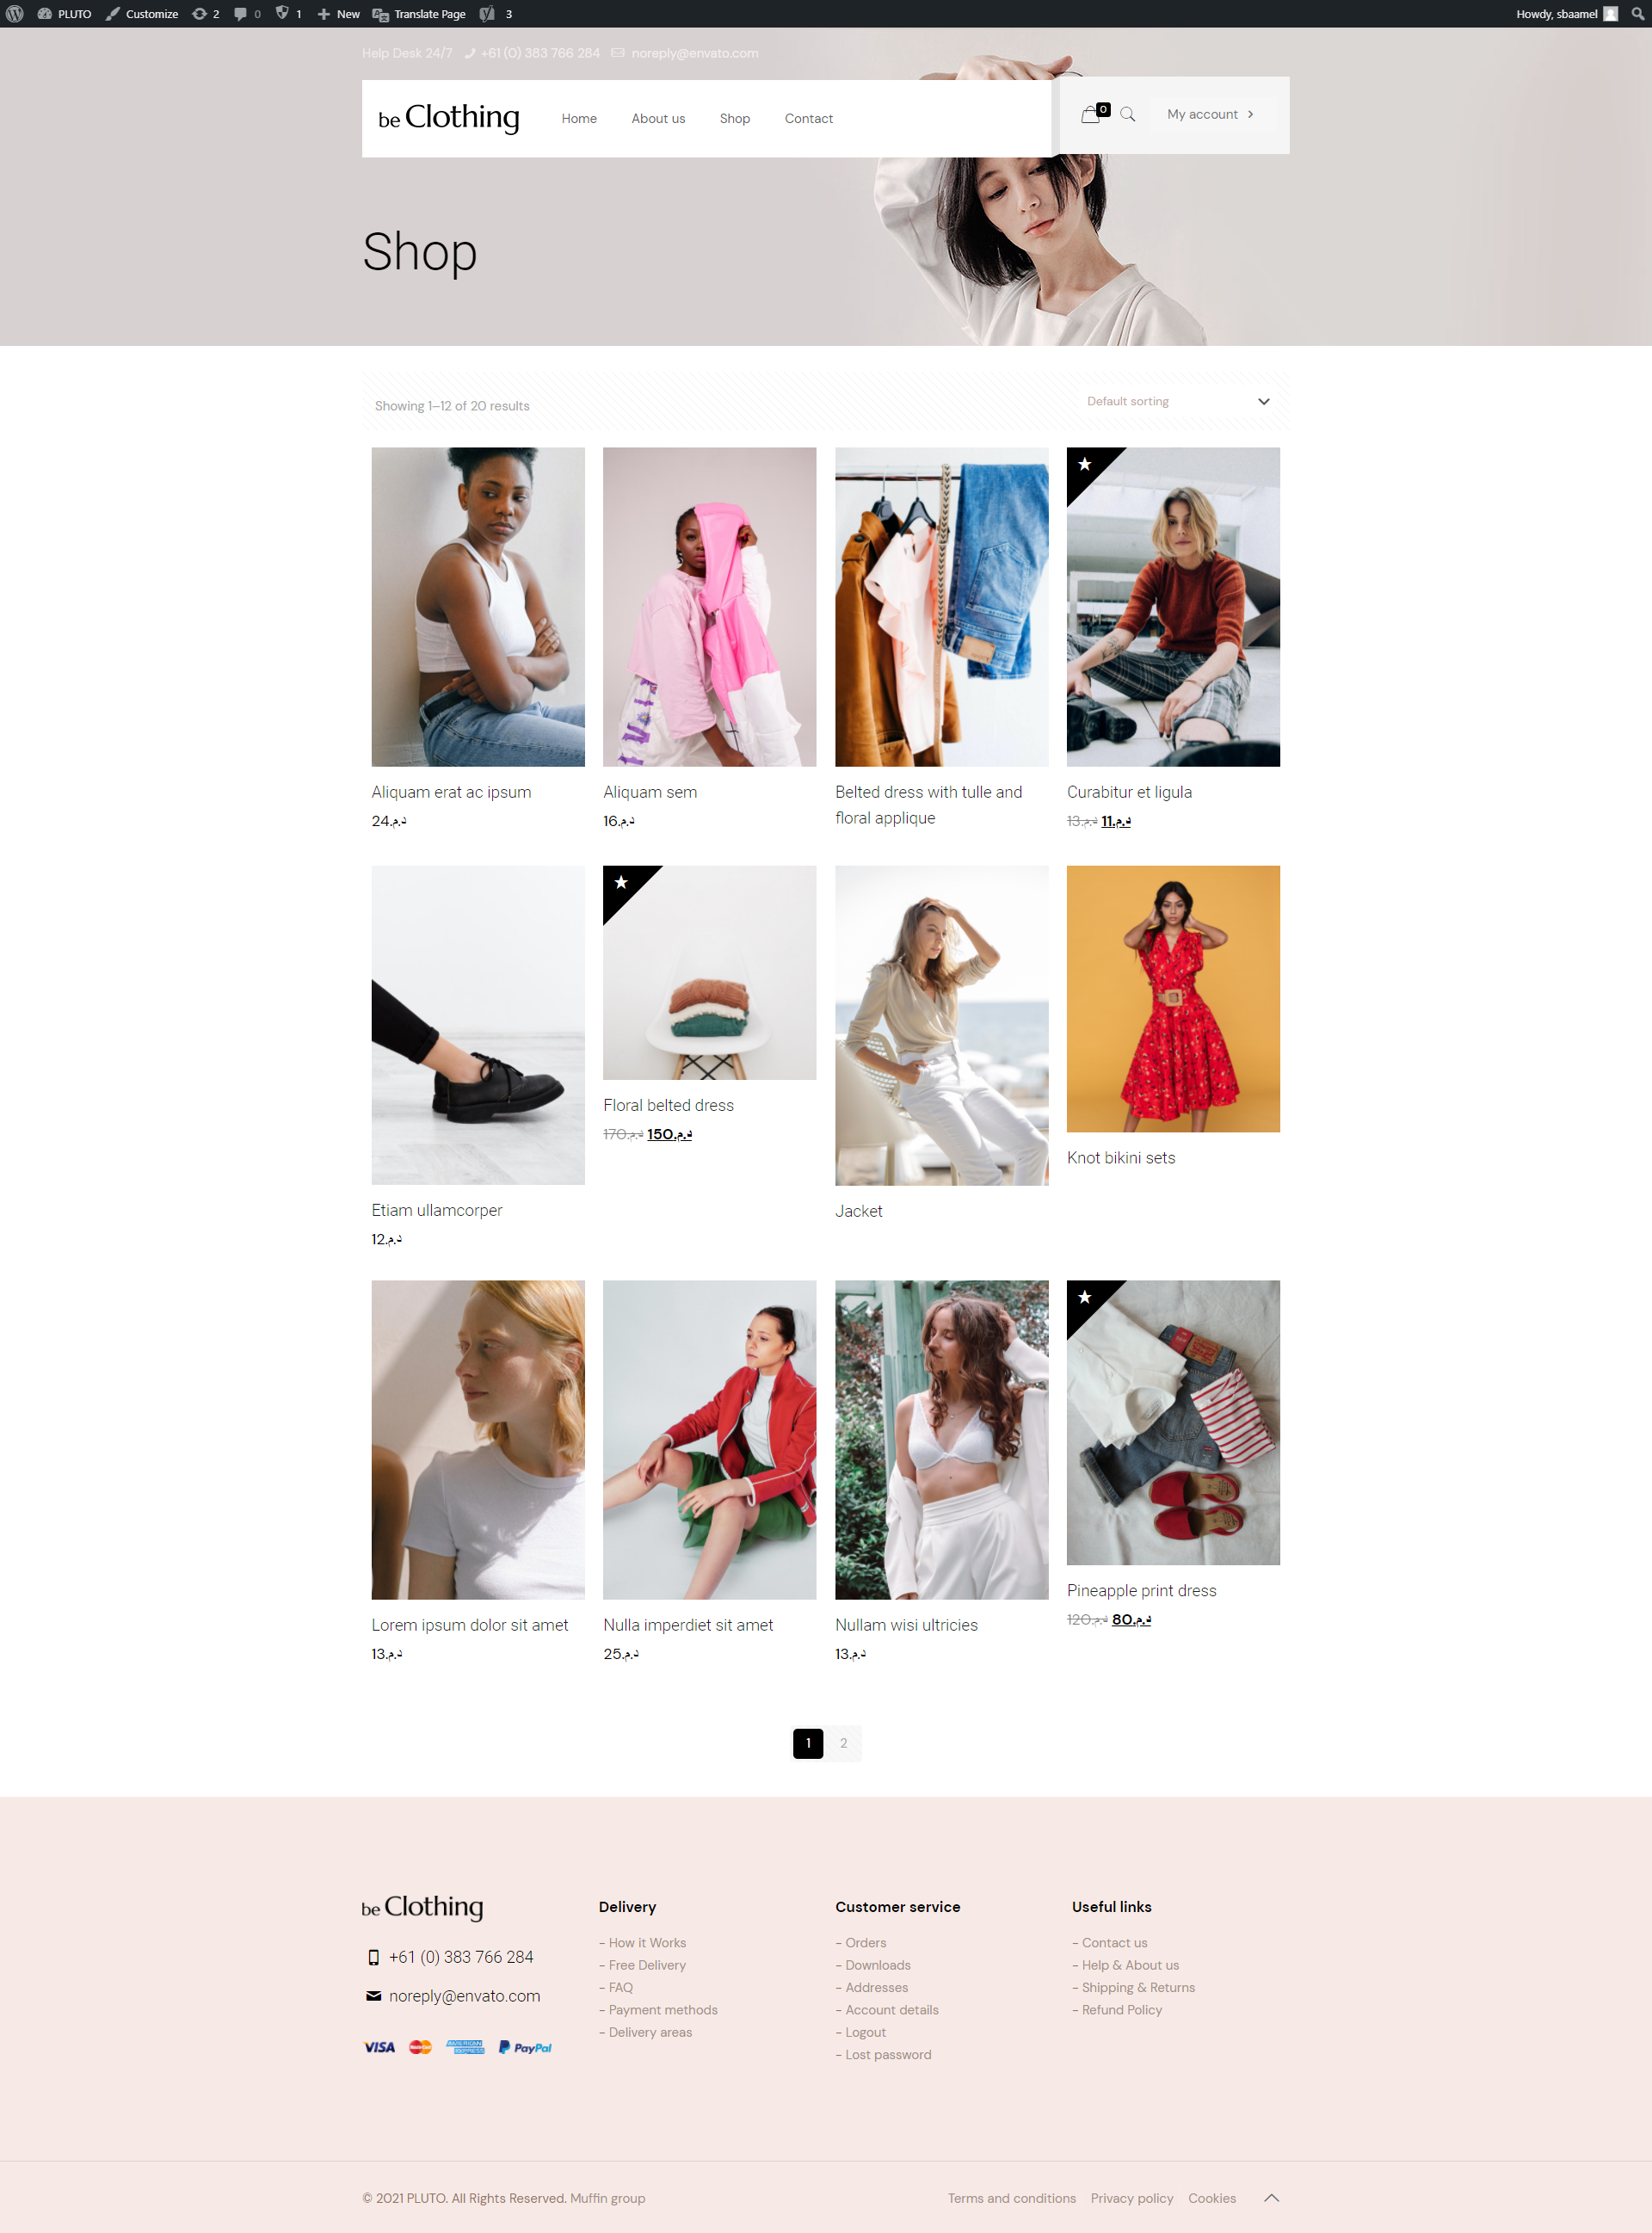 PLUTO Customize 2 0 1 New Translate Page 3 Howdy, sbaamel
Help Desk 24/7 +61 (0) 383 766 284 noreply@envato.com
be Clothing Home About us Shop Contact 0 My account
Shop
Showing 1–12 of 20 results Default sorting
Aliquam erat ac ipsum
24.د.م.
Aliquam sem
16.د.م.
Belted dress with tulle and
floral applique
Curabitur et ligula
13.د.م. 11.د.م.
Etiam ullamcorper
12.د.م.
Floral belted dress
170.د.م. 150.د.م.
Jacket
Knot bikini sets
Lorem ipsum dolor sit amet
13.د.م.
Nulla imperdiet sit amet
25.د.م.
Nullam wisi ultricies
13.د.م.
Pineapple print dress
120.د.م. 80.د.م.
1 2
be Clothing
+61 (0) 383 766 284
noreply@envato.com
VISA MasterCard AMERICAN EXPRESS PayPal
Delivery
- How it Works
- Free Delivery
- FAQ
- Payment methods
- Delivery areas
Customer service
- Orders
- Downloads
- Addresses
- Account details
- Logout
- Lost password
Useful links
- Contact us
- Help & About us
- Shipping & Returns
- Refund Policy
© 2021 PLUTO. All Rights Reserved. Muffin group Terms and conditions Privacy policy Cookies